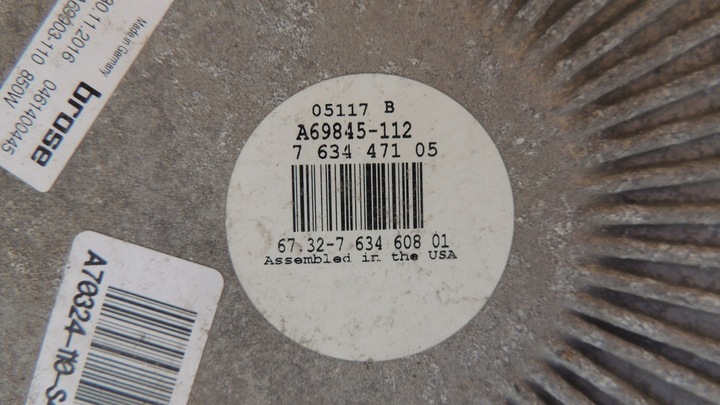 30.11.2016
Made in Germany
69303-110 850W
0461400445
brose
05117 B
A69845-112
7 634 471 05
67.32-7 634 608 01
Assembled in the USA
A70324-110-S